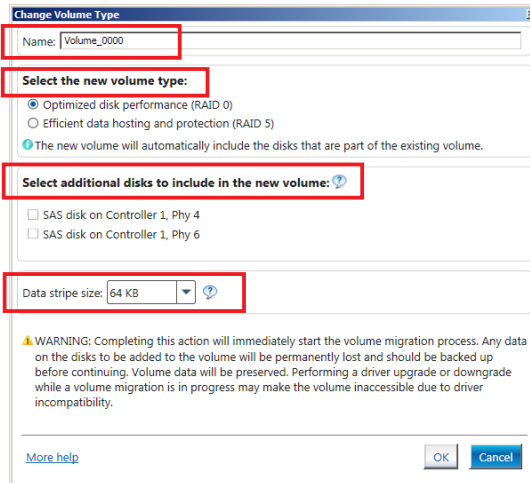 Change Volume Type
Name: Volume_0000
Select the new volume type:
Optimized disk performance (RAID 0)
Efficient data hosting and protection (RAID 5)
The new volume will automatically include the disks that are part of the existing volume.
Select additional disks to include in the new volume:
SAS disk on Controller 1, Phy 4
SAS disk on Controller 1, Phy 6
Data stripe size: 64 KB
WARNING: Completing this action will immediately start the volume migration process. Any data
on the disks to be added to the volume will be permanently lost and should be backed up
before continuing. Volume data will be preserved. Performing a driver upgrade or downgrade
while a volume migration is in progress may make the volume inaccessible due to driver
incompatibility.
More help
OK
Cancel